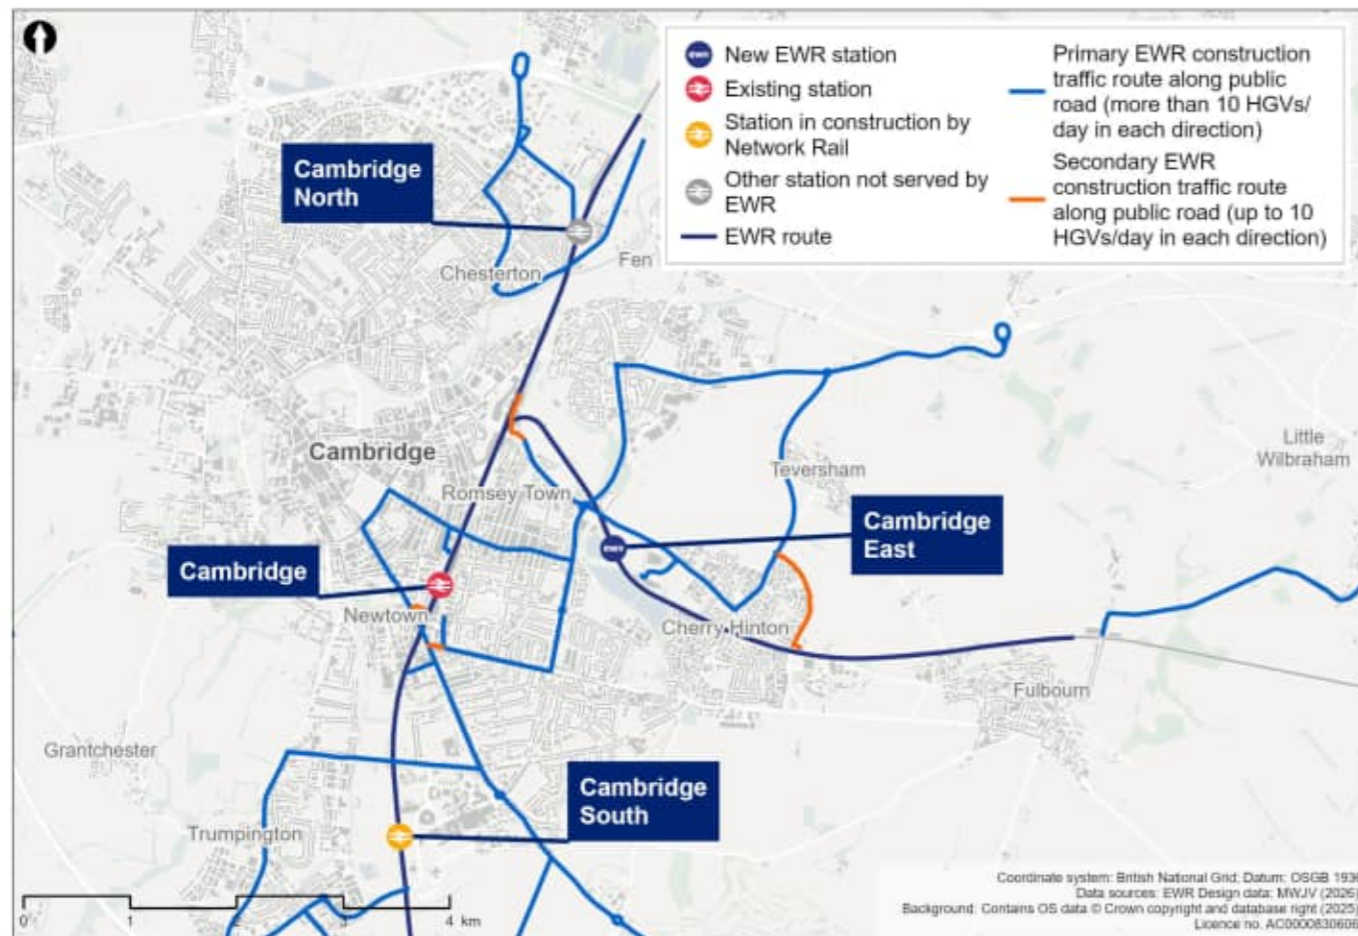 New EWR station
Existing station
Station in construction by
Network Rail
Other station not served by
EWR
EWR route
Primary EWR construction
traffic route along public
road (more than 10 HGVs/
day in each direction)
Secondary EWR
construction traffic route
along public road (up to 10
HGVs/day in each direction)
Cambridge
North
Chesterton
Fen
Cambridge
Little
Wilbraham
Teversham
Romsey Town
Cambridge
East
Cambridge
Newtown
Cherry Hinton
Fulbourn
Grantchester
Cambridge
South
Trumpington
0 1 2 3 4 km
Coordinate system: British National Grid; Datum: OSGB 1936
Data sources: EWR Design data: MWJV (2026)
Background: Contains OS data © Crown copyright and database right (2025)
Licence no. AC0000830606